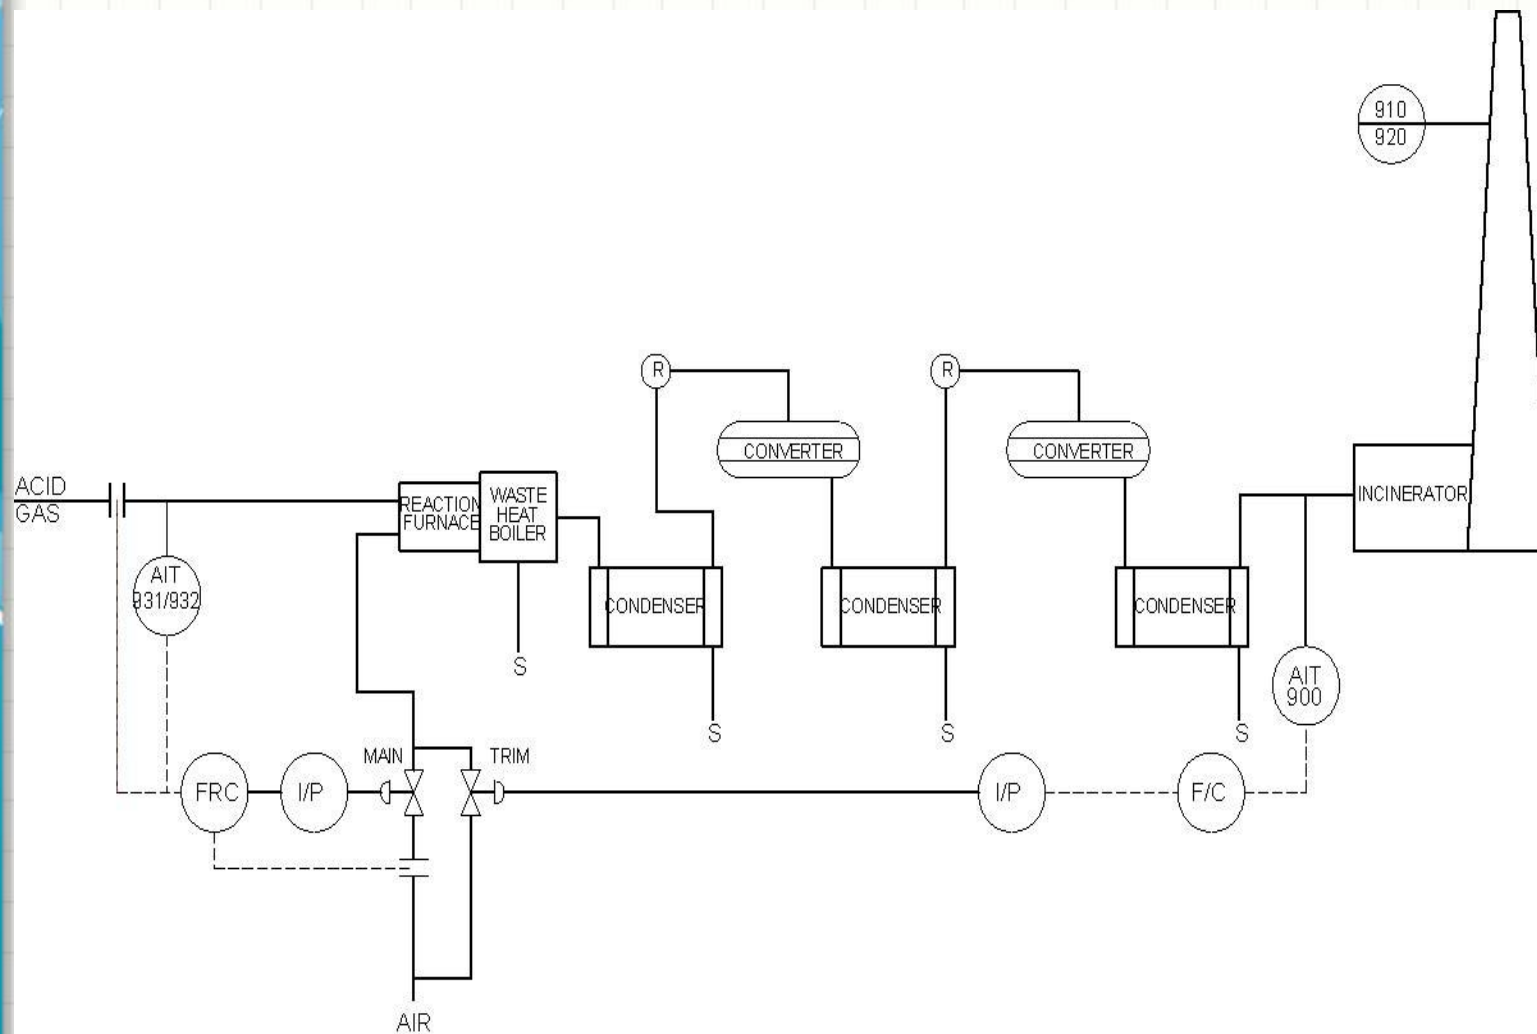 910
920
R
R
CONVERTER
CONVERTER
ACID
GAS
REACTION
FURNACE
WASTE
HEAT
BOILER
INCINERATOR
AIT
931/932
CONDENSER
CONDENSER
CONDENSER
S
AIT
900
S
S
S
MAIN
TRIM
FRC
I/P
I/P
F/C
AIR